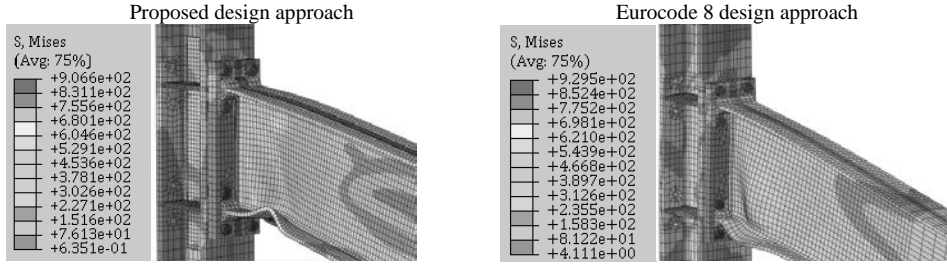 Proposed design approach
S, Mises
(Avg: 75%)
+9.066e+02
+8.311e+02
+7.556e+02
+6.801e+02
+6.046e+02
+5.291e+02
+4.536e+02
+3.781e+02
+3.026e+02
+2.271e+02
+1.516e+02
+7.613e+01
+6.351e-01
Eurocode 8 design approach
S, Mises
(Avg: 75%)
+9.295e+02
+8.524e+02
+7.752e+02
+6.981e+02
+6.210e+02
+5.439e+02
+4.668e+02
+3.897e+02
+3.126e+02
+2.355e+02
+1.583e+02
+8.122e+01
+4.111e+00